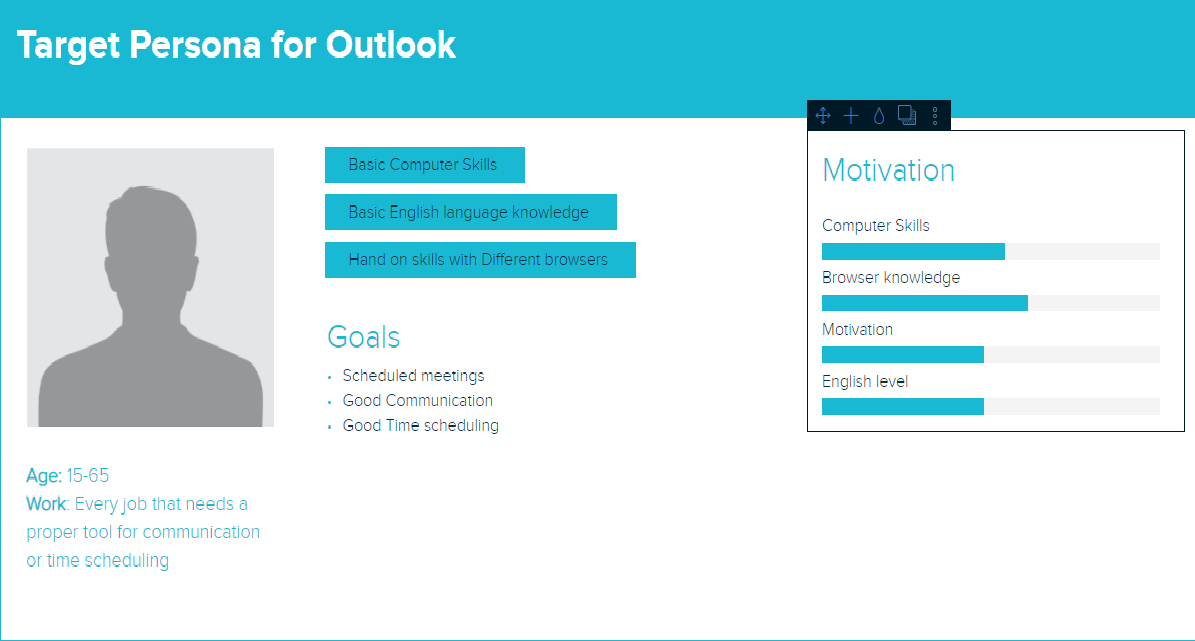 Target Persona for Outlook
Basic Computer Skills
Basic English language knowledge
Hand on skills with Different browsers
Goals
Scheduled meetings
Good Communication
Good Time scheduling
Age: 15-65
Work: Every job that needs a
proper tool for communication
or time scheduling
Motivation
Computer Skills
Browser knowledge
Motivation
English level